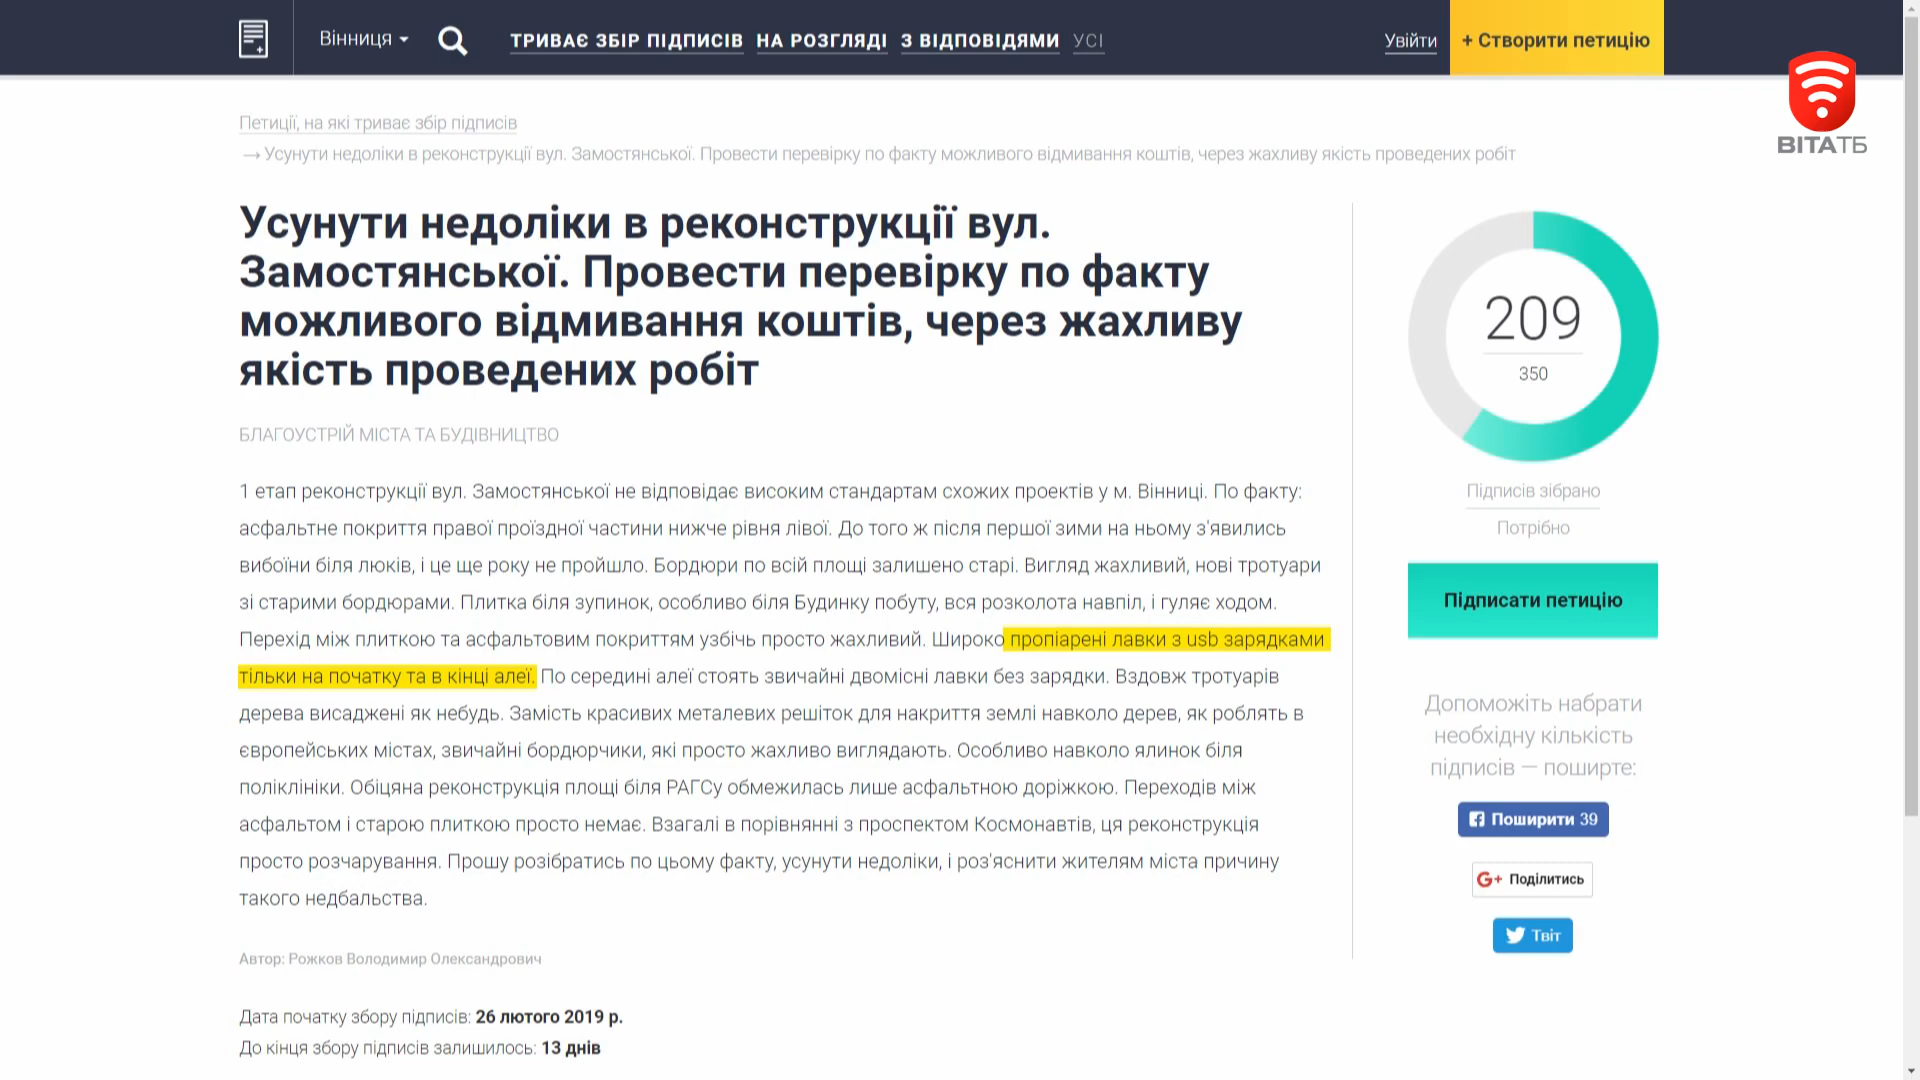 Вінниця
ТРИВАЄ ЗБІР ПІДПИСІВ НА РОЗГЛЯДІ З ВІДПОВІДЯМИ УСІ
Увійти
+ Створити петицію
ВІТАТБ
Петиції, на які триває збір підписів
→ Усунути недоліки в реконструкції вул. Замостянської. Провести перевірку по факту можливого відмивання коштів, через жахливу якість проведених робіт
Усунути недоліки в реконструкції вул.
Замостянської. Провести перевірку по факту
можливого відмивання коштів, через жахливу
якість проведених робіт
БЛАГОУСТРІЙ МІСТА ТА БУДІВНИЦТВО
1 етап реконструкції вул. Замостянської не відповідає високим стандартам схожих проектів у м. Вінниці. По факту:
асфальтне покриття правої проїздної частини нижче рівня лівої. До того ж після першої зими на ньому з'явились
вибоїни біля люків, і це ще року не пройшло. Бордюри по всій площі залишено старі. Вигляд жахливий, нові тротуари
зі старими бордюрами. Плитка біля зупинок, особливо біля Будинку побуту, вся розколота навпіл, і гуляє ходом.
Перехід між плиткою та асфальтовим покриттям узбіч просто жахливий. Широко пропіарені лавки з usb зарядками
тільки на початку та в кінці алеї. По середині алеї стоять звичайні двомісні лавки без зарядки. Вздовж тротуарів
дерева висаджені як небудь. Замість красивих металевих решіток для накриття землі навколо дерев, як роблять в
європейських містах, звичайні бордюрчики, які просто жахливо виглядають. Особливо навколо ялинок біля
поліклініки. Обіцяна реконструкція площі біля РАГСу обмежилась лише асфальтною доріжкою. Переходів між
асфальтом і старою плиткою просто немає. Взагалі в порівнянні з проспектом Космонавтів, ця реконструкція
просто розчарування. Прошу розібратись по цьому факту, усунути недоліки, і роз'яснити жителям міста причину
такого недбальства.
Автор: Рожков Володимир Олександрович
Дата початку збору підписів: 26 лютого 2019 р.
До кінця збору підписів залишилось: 13 днів
209
350
Підписів зібрано
Потрібно
Підписати петицію
Допоможіть набрати
необхідну кількість
підписів — поширте:
Поширити 39
G+ Поділитись
Твіт